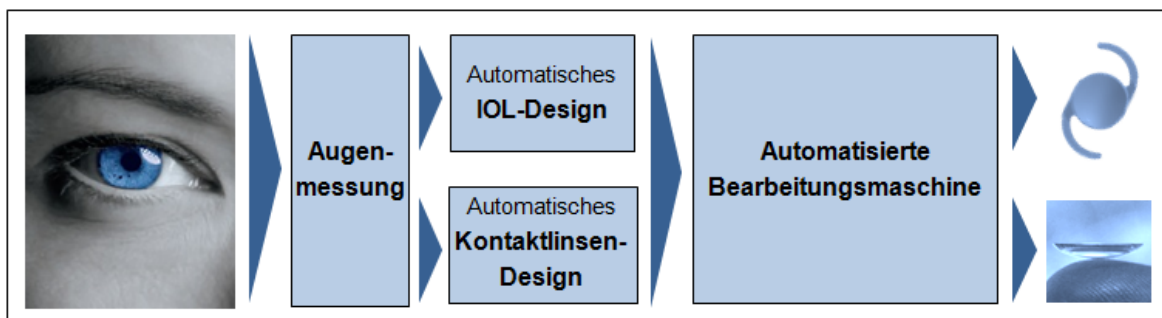 Augen-
messung
Automatisches
IOL-Design
Automatisches
Kontaktlinsen-
Design
Automatisierte
Bearbeitungsmaschine